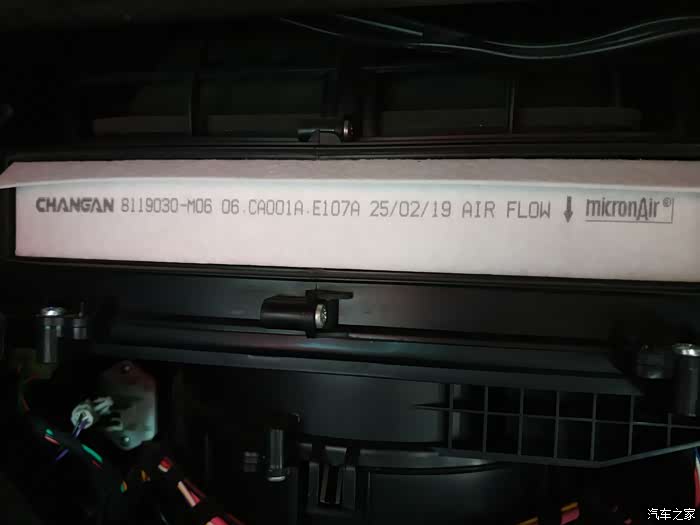 CHANGAN 8119030-M06 06.CA001A.E107A 25/02/19 AIR FLOW ↓ micronAir®
汽车之家